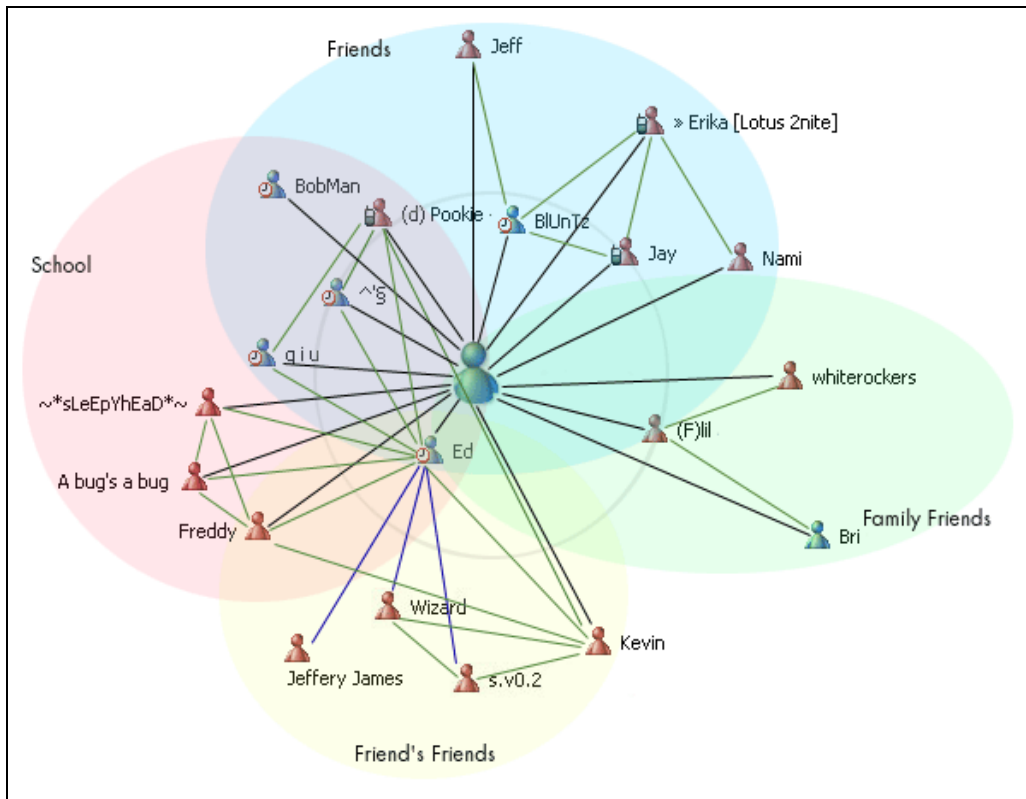 Friends
Jeff
» Erika [Lotus 2nite]
BobMan
(d) Pookie
BlUnTz
School
Jay
Nami
^'§
q i u
whiterockers
~*sLeEpYhEaD*~
(F)lil
Ed
A bug's a bug
Family Friends
Freddy
Bri
Wizard
Kevin
Jeffery James
s.v0.2
Friend's Friends